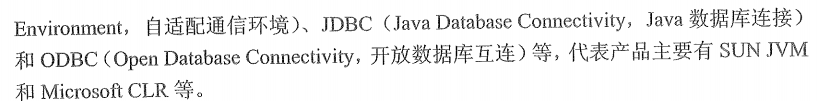 Environment，自适配通信环境）、JDBC（Java Database Connectivity，Java 数据库连接）
和 ODBC（Open Database Connectivity，开放数据库互连）等，代表产品主要有 SUN JVM
和 Microsoft CLR 等。